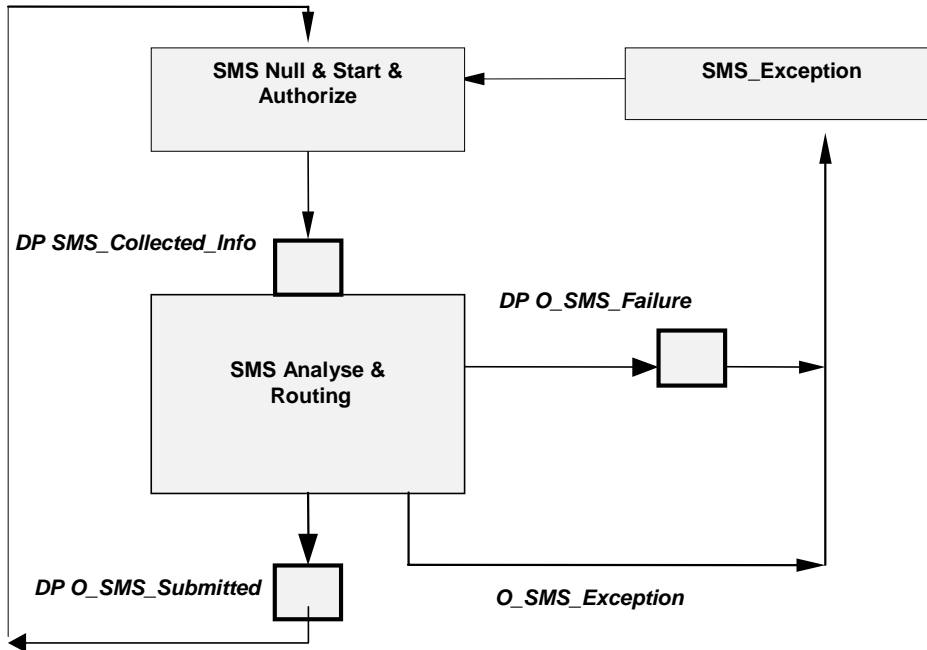 SMS Null & Start &
Authorize
SMS_Exception
DP SMS_Collected_Info
DP O_SMS_Failure
SMS Analyse &
Routing
DP O_SMS_Submitted
O_SMS_Exception